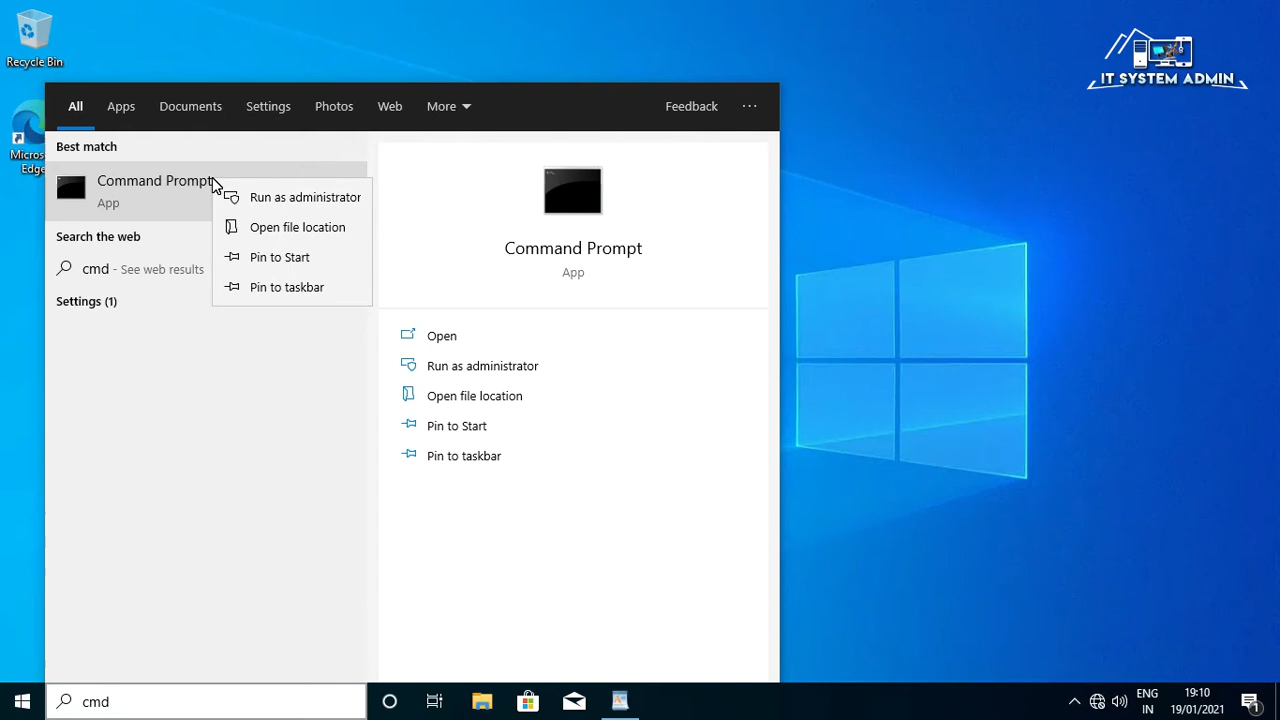 Recycle Bin
IT SYSTEM ADMIN
Micros
Edge
All Apps Documents Settings Photos Web More Feedback ...
Best match
Command Prompt
App
Search the web
cmd - See web results
Settings (1)
Run as administrator
Open file location
Pin to Start
Pin to taskbar
Command Prompt
App
Open
Run as administrator
Open file location
Pin to Start
Pin to taskbar
cmd
ENG
IN
19:10
19/01/2021
1